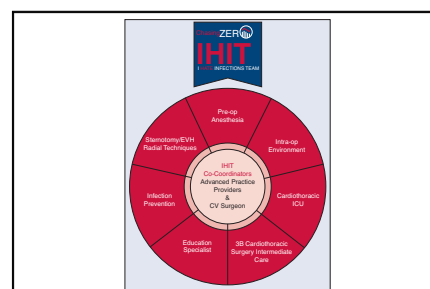 ZERO
IHIT
INFECTIONS TEAM
Pre-op
Anesthesia
Intra-op
Environment
Cardiothoracic
ICU
3B Cardiothoracic
Surgery Intermediate
Care
Education
Specialist
Infection
Prevention
Sternotomy/EVH
Radial Techniques
IHIT
Co-Coordinators
Advanced Practice
Providers
&
CV Surgeon